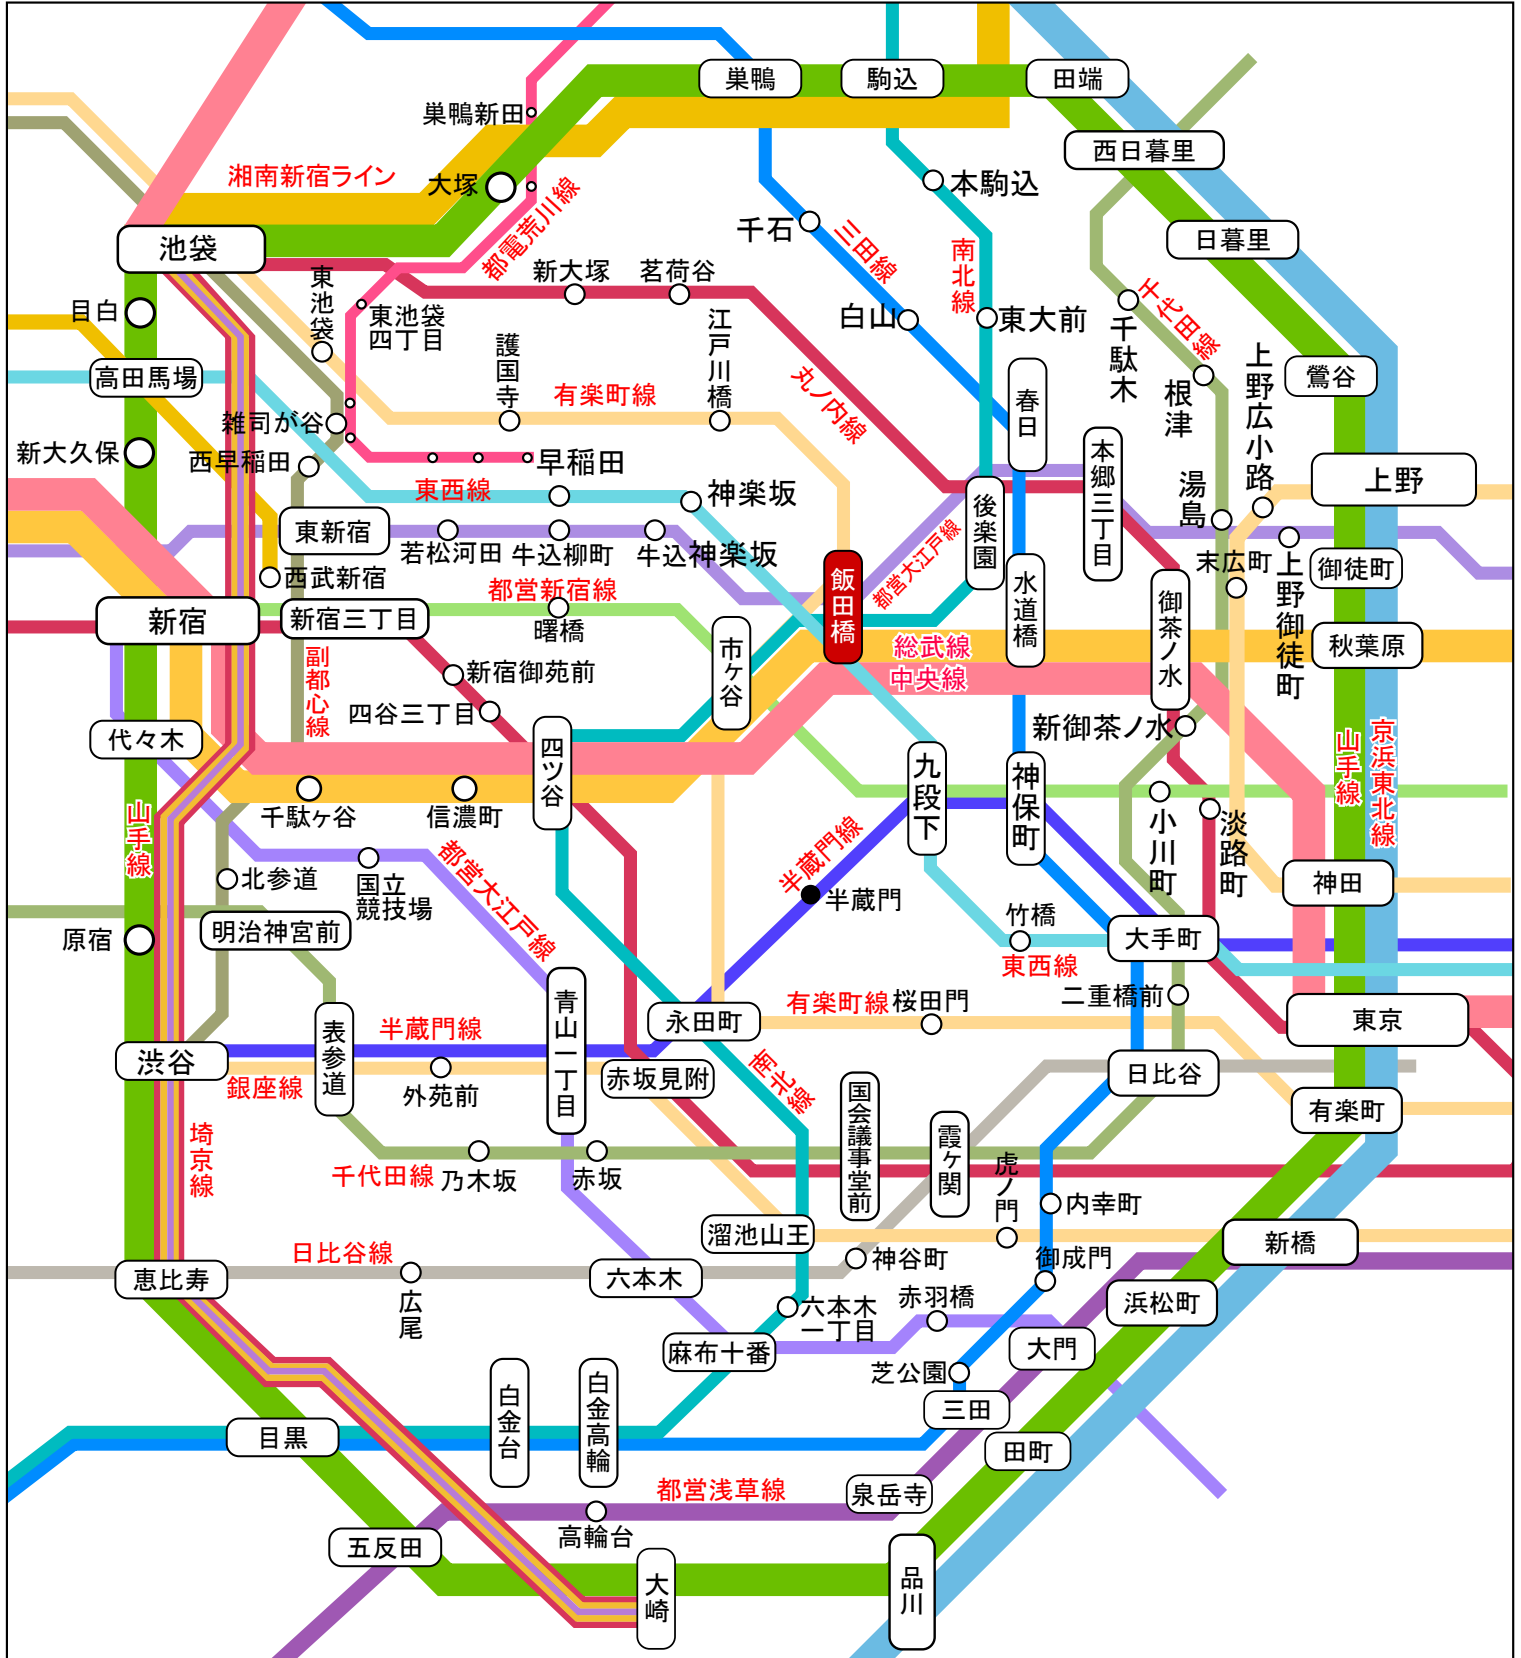 巣鴨
駒込
田端
巣鴨新田
西日暮里
湘南新宿ライン
大塚
本駒込
都電荒川線
千石
三田線
南北線
日暮里
池袋
東池袋
新大塚
茗荷谷
目白
東池袋
四丁目
白山
東大前
千代田線
千駄木
護国寺
江戸川橋
高田馬場
有楽町線
丸ノ内線
春日
根津
上野広小路
鶯谷
雑司が谷
新大久保
西早稲田
早稲田
本郷三丁目
上野
東西線
神楽坂
後楽園
湯島
東新宿
若松河田
牛込柳町
牛込神楽坂
都営大江戸線
飯田橋
水道橋
末広町
上野御徒町
御徒町
西武新宿
都営新宿線
御茶ノ水
新宿
新宿三丁目
曙橋
市ヶ谷
総武線
中央線
秋葉原
副都心線
新宿御苑前
四谷三丁目
四ツ谷
新御茶ノ水
代々木
九段下
神保町
山手線
京浜東北線
千駄ヶ谷
信濃町
小川町
淡路町
山手線
都営大江戸線
半蔵門線
北参道
国立
競技場
半蔵門
神田
原宿
明治神宮前
竹橋
大手町
東西線
青山一丁目
有楽町線
桜田門
二重橋前
東京
表参道
半蔵門線
永田町
渋谷
銀座線
外苑前
赤坂見附
南北線
国会議事堂前
日比谷
有楽町
埼京線
霞ヶ関
虎ノ門
千代田線
乃木坂
赤坂
内幸町
溜池山王
新橋
日比谷線
神谷町
御成門
恵比寿
広尾
六本木
六本木
一丁目
赤羽橋
浜松町
麻布十番
大門
芝公園
白金台
白金高輪
三田
目黒
田町
都営浅草線
泉岳寺
高輪台
五反田
大崎
品川